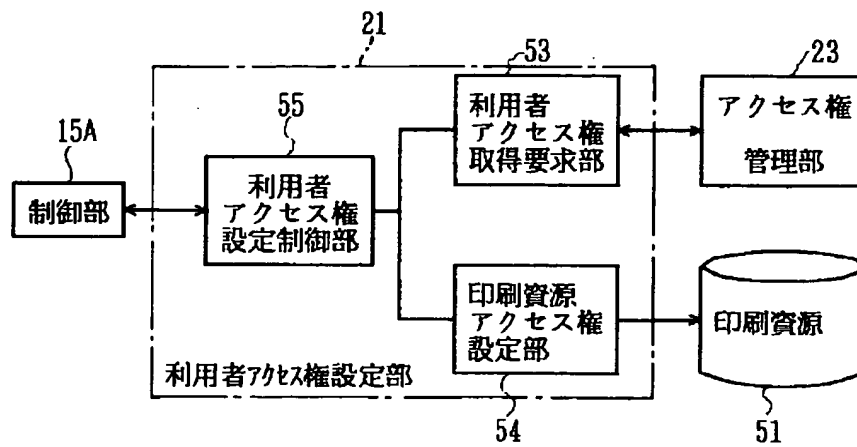 21
53
23
利用者
アクセス権
取得要求部
アクセス権
管理部
55
15A
利用者
アクセス権
設定制御部
制御部
印刷資源
アクセス権
設定部
印刷資源
利用者アクセス権設定部
54
51